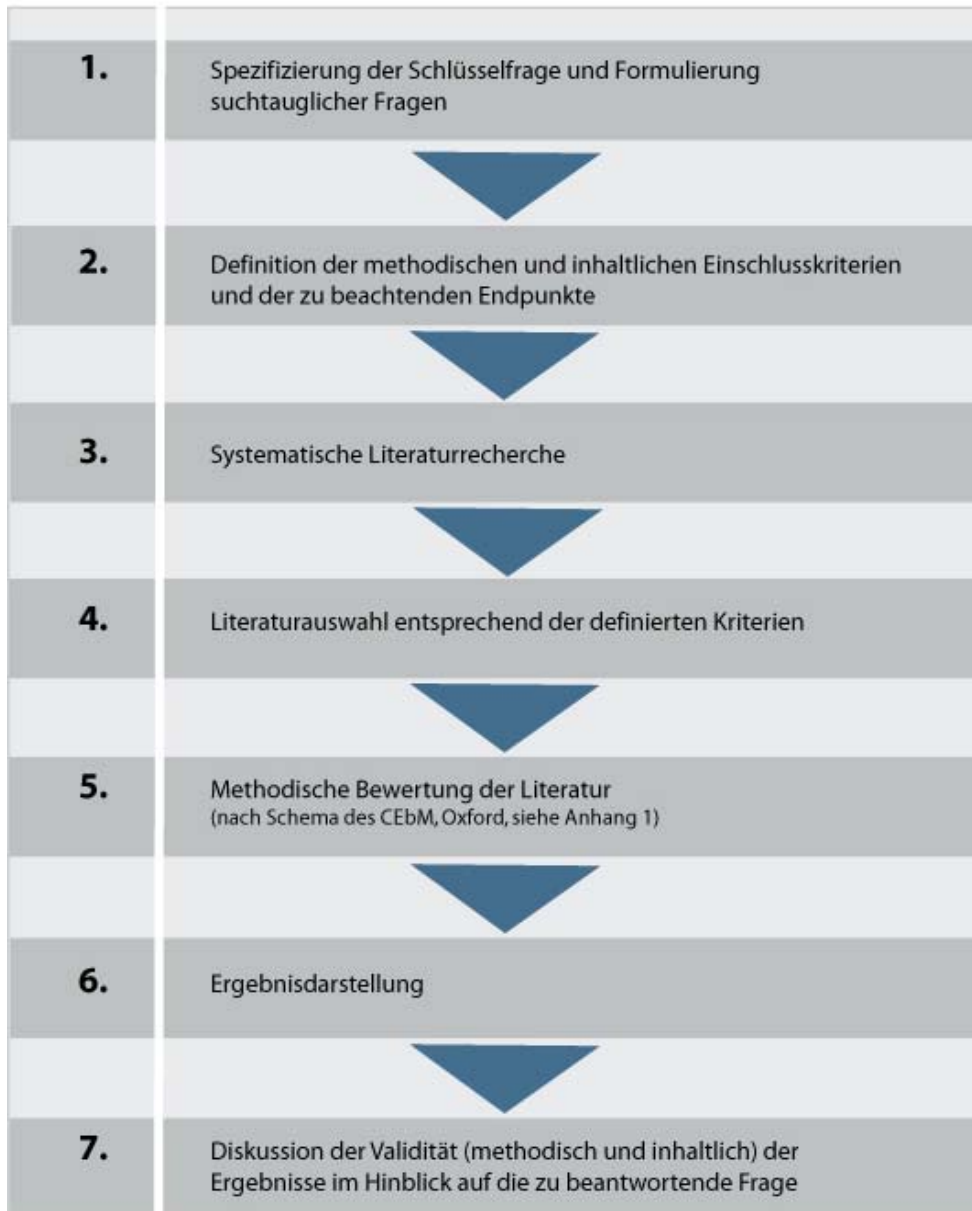 1. Spezifizierung der Schlüsselfrage und Formulierung
suchtauglicher Fragen
2. Definition der methodischen und inhaltlichen Einschlusskriterien
und der zu beachtenden Endpunkte
3. Systematische Literaturrecherche
4. Literaturauswahl entsprechend der definierten Kriterien
5. Methodische Bewertung der Literatur
(nach Schema des CEbM, Oxford, siehe Anhang 1)
6. Ergebnisdarstellung
7. Diskussion der Validität (methodisch und inhaltlich) der
Ergebnisse im Hinblick auf die zu beantwortende Frage